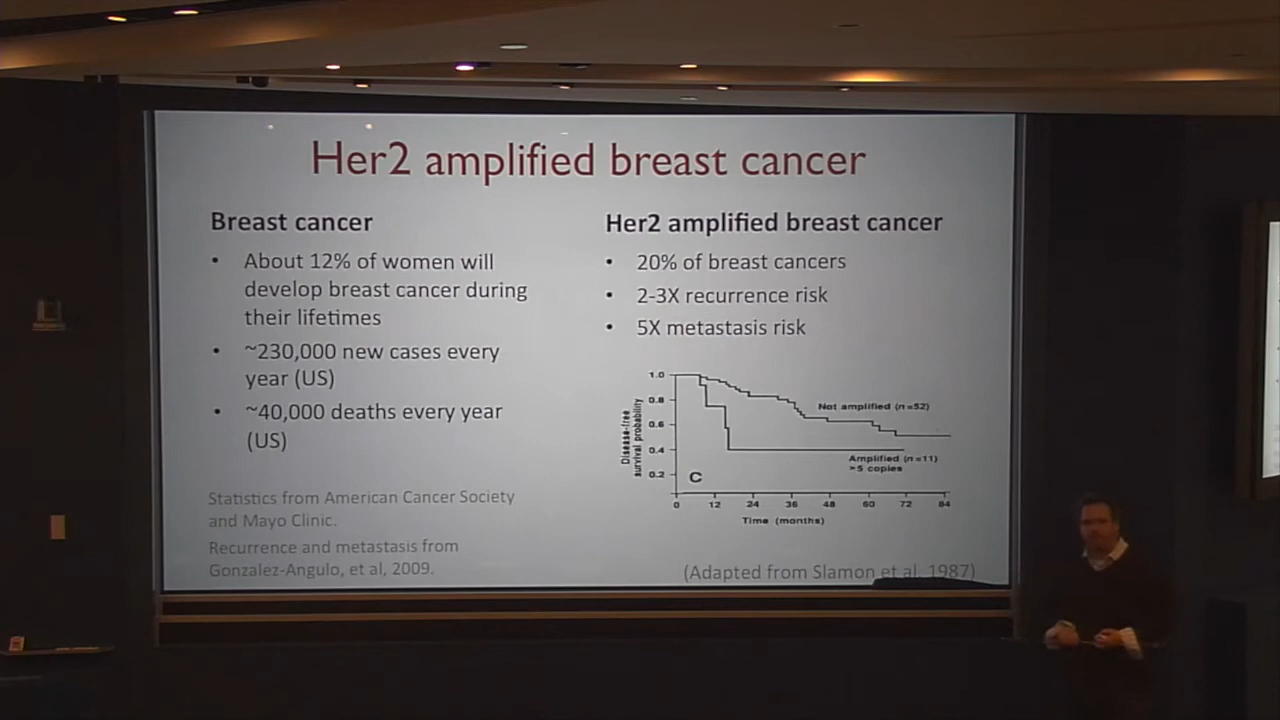 Her2 amplified breast cancer
Breast cancer
• About 12% of women will
develop breast cancer during
their lifetimes
• ~230,000 new cases every
year (US)
• ~40,000 deaths every year
(US)
Statistics from American Cancer Society
and Mayo Clinic.
Recurrence and metastasis from
Gonzalez-Angulo, et al, 2009.
Her2 amplified breast cancer
• 20% of breast cancers
• 2-3X recurrence risk
• 5X metastasis risk
Disease-free
survival probability
1.0
0.8
0.6
0.4
0.2
Not amplified (n=52)
Amplified (n=11)
>5 copies
C
0 12 24 36 48 60 72 84
Time (months)
(Adapted from Slamon et al, 1987)